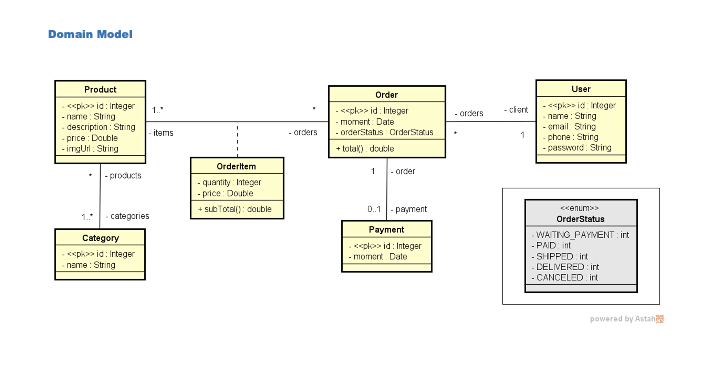 Domain Model
Product
- <<pk>> id : Integer
- name : String
- description : String
- price : Double
- imgUrl : String
1..*
- items
*
- orders
Order
- <<pk>> id : Integer
- moment : Date
- orderStatus : OrderStatus
+ total() : double
- orders
*
- client
1
User
- <<pk>> id : Integer
- name : String
- email : String
- phone : String
- password : String
OrderItem
- quantity : Integer
- price : Double
+ subTotal() : double
* - products
1..* - categories
Category
- <<pk>> id : Integer
- name : String
1 - order
0..1 - payment
Payment
- <<pk>> id : Integer
- moment : Date
<<enum>>
OrderStatus
- WAITING_PAYMENT : int
- PAID : int
- SHIPPED : int
- DELIVERED : int
- CANCELED : int
powered by Astah